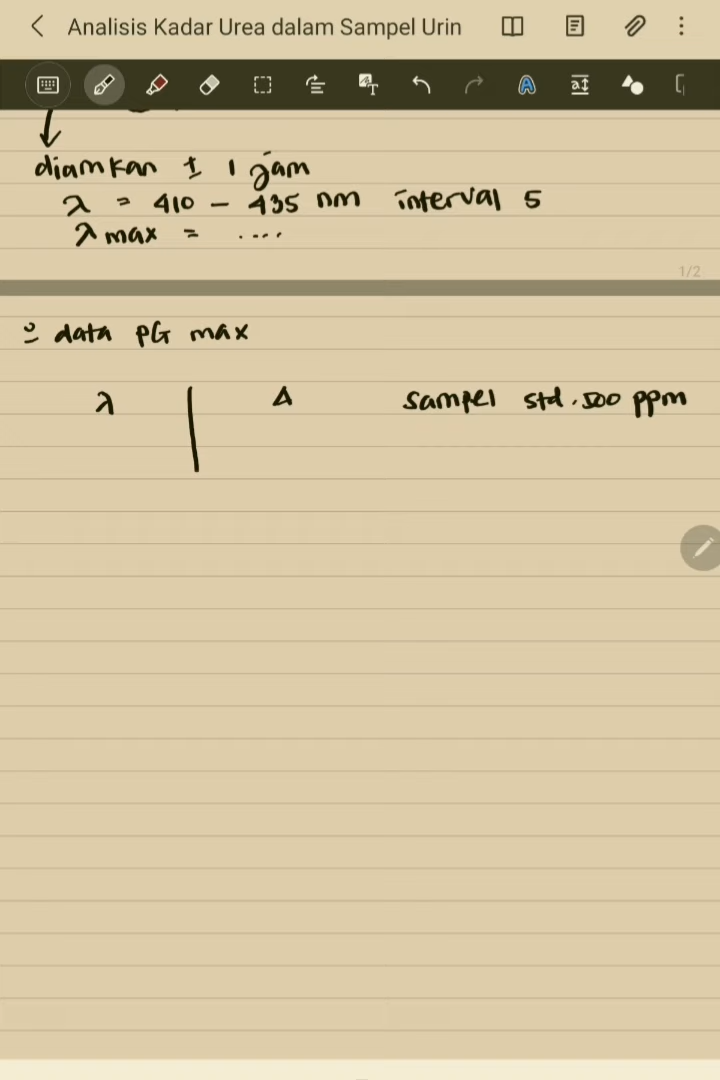 Analisis Kadar Urea dalam Sampel Urin
diamkan ± 1 jam
λ = 410 - 435 nm interval 5
λ max = ....
1/2
data PG max
λ | A sampel std. 500 ppm